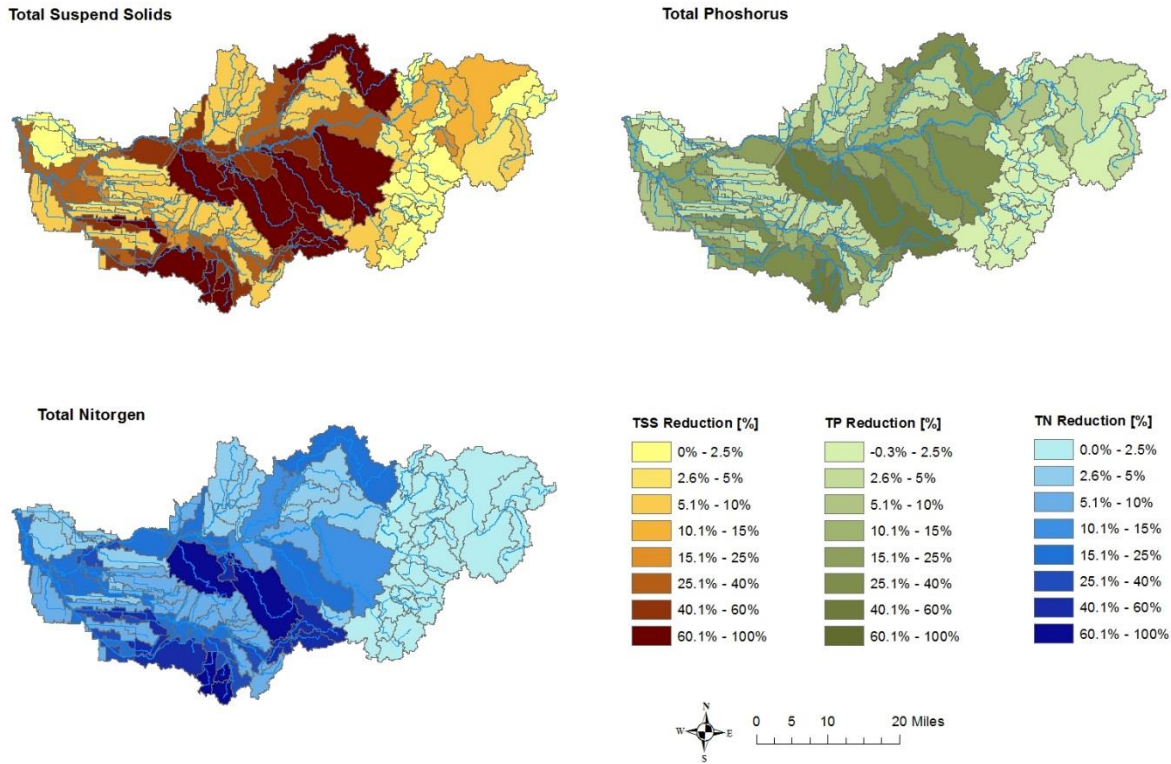 Total Suspend Solids
Total Phoshorus
Total Nitorgen
TSS Reduction [%]
0% - 2.5%
2.6% - 5%
5.1% - 10%
10.1% - 15%
15.1% - 25%
25.1% - 40%
40.1% - 60%
60.1% - 100%
TP Reduction [%]
-0.3% - 2.5%
2.6% - 5%
5.1% - 10%
10.1% - 15%
15.1% - 25%
25.1% - 40%
40.1% - 60%
60.1% - 100%
TN Reduction [%]
0.0% - 2.5%
2.6% - 5%
5.1% - 10%
10.1% - 15%
15.1% - 25%
25.1% - 40%
40.1% - 60%
60.1% - 100%
N
W E
S
0 5 10 20 Miles